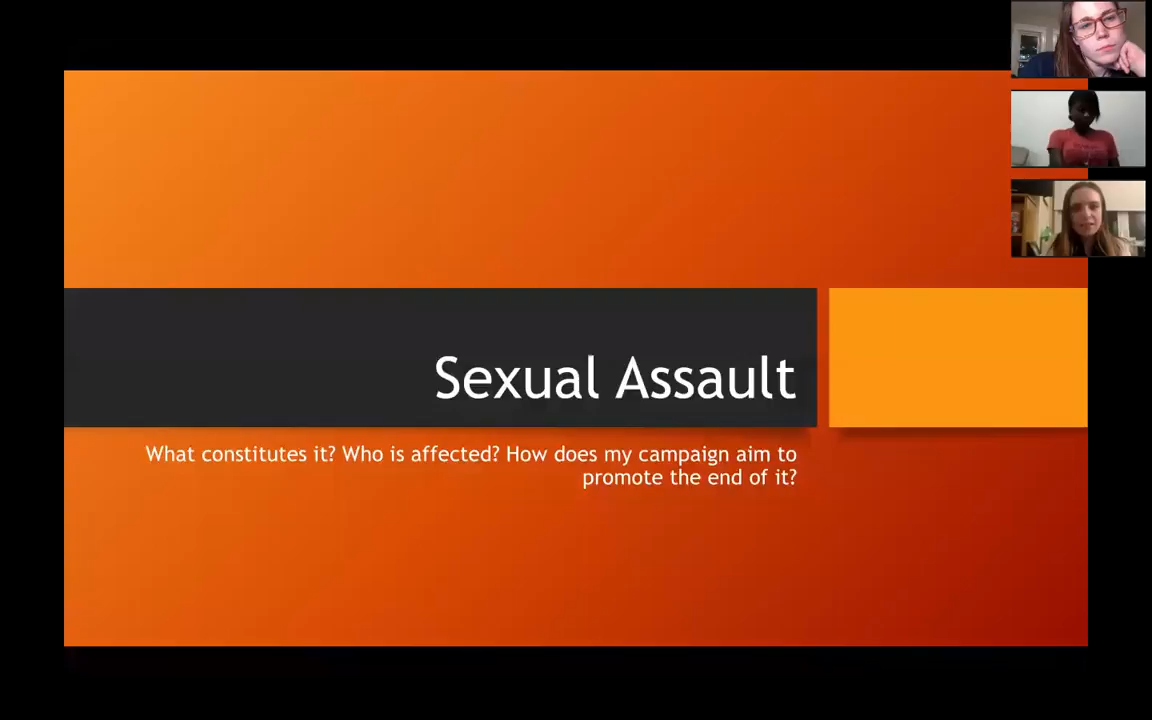 Sexual Assault
What constitutes it? Who is affected? How does my campaign aim to
promote the end of it?